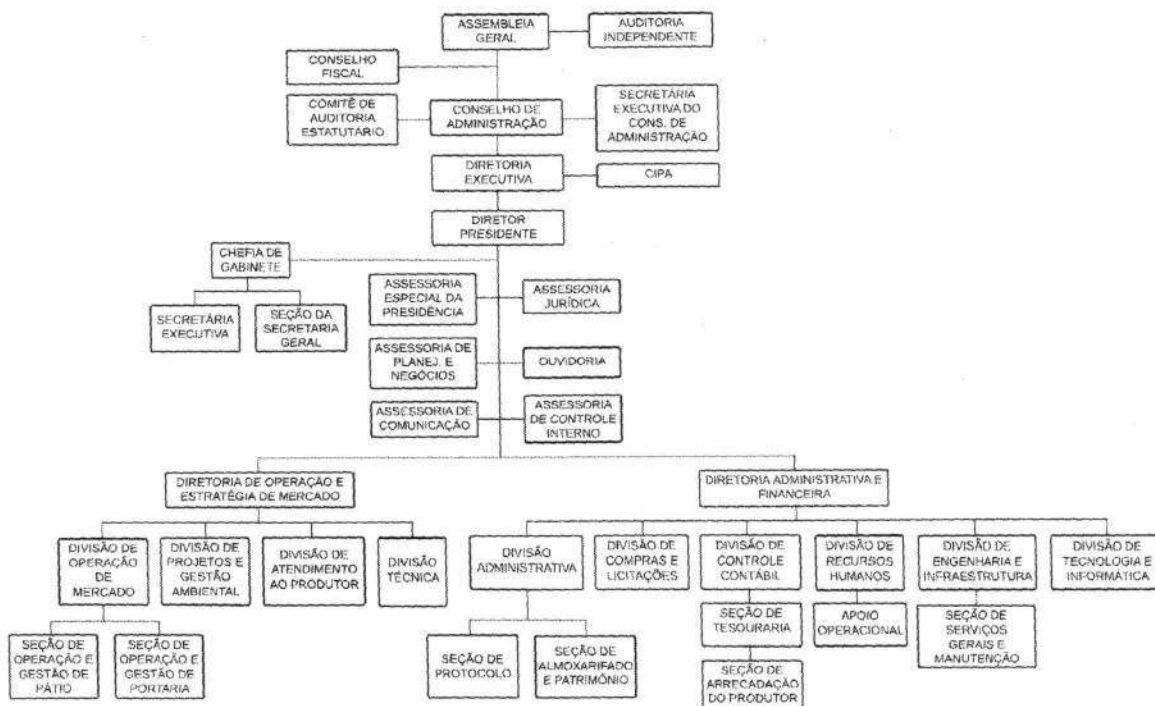 ASSEMBLEIA
GERAL
AUDITORIA
INDEPENDENTE
CONSELHO
FISCAL
COMITÊ DE
AUDITORIA
ESTATUTÁRIO
CONSELHO DE
ADMINISTRAÇÃO
SECRETÁRIA
EXECUTIVA DO
CONS. DE
ADMINISTRAÇÃO
DIRETORIA
EXECUTIVA
CIPA
DIRETOR
PRESIDENTE
CHEFIA DE
GABINETE
SECRETÁRIA
EXECUTIVA
SEÇÃO DA
SECRETARIA
GERAL
ASSESSORIA
ESPECIAL DA
PRESIDÊNCIA
ASSESSORIA
JURÍDICA
ASSESSORIA DE
PLANEJ. E
NEGÓCIOS
OUVIDORIA
ASSESSORIA DE
COMUNICAÇÃO
ASSESSORIA
DE CONTROLE
INTERNO
DIRETORIA DE OPERAÇÃO E
ESTRATÉGIA DE MERCADO
DIRETORIA ADMINISTRATIVA E
FINANCEIRA
DIVISÃO DE
OPERAÇÃO
DE
MERCADO
DIVISÃO DE
PROJETOS E
GESTÃO
AMBIENTAL
DIVISÃO DE
ATENDIMENTO
AO PRODUTOR
DIVISÃO
TÉCNICA
DIVISÃO
ADMINISTRATIVA
DIVISÃO DE
COMPRAS E
LICITAÇÕES
DIVISÃO DE
CONTROLE
CONTÁBIL
DIVISÃO DE
RECURSOS
HUMANOS
DIVISÃO DE
ENGENHARIA E
INFRAESTRUTURA
DIVISÃO DE
TECNOLOGIA E
INFORMÁTICA
SEÇÃO DE
OPERAÇÃO E
GESTÃO DE
PÁTIO
SEÇÃO DE
OPERAÇÃO E
GESTÃO DE
PORTARIA
SEÇÃO DE
PROTOCOLO
SEÇÃO DE
ALMOXARIFADO
E PATRIMÔNIO
SEÇÃO DE
TESOURARIA
SEÇÃO DE
ARRECADAÇÃO
DO PRODUTOR
APOIO
OPERACIONAL
SEÇÃO DE
SERVIÇOS
GERAIS E
MANUTENÇÃO